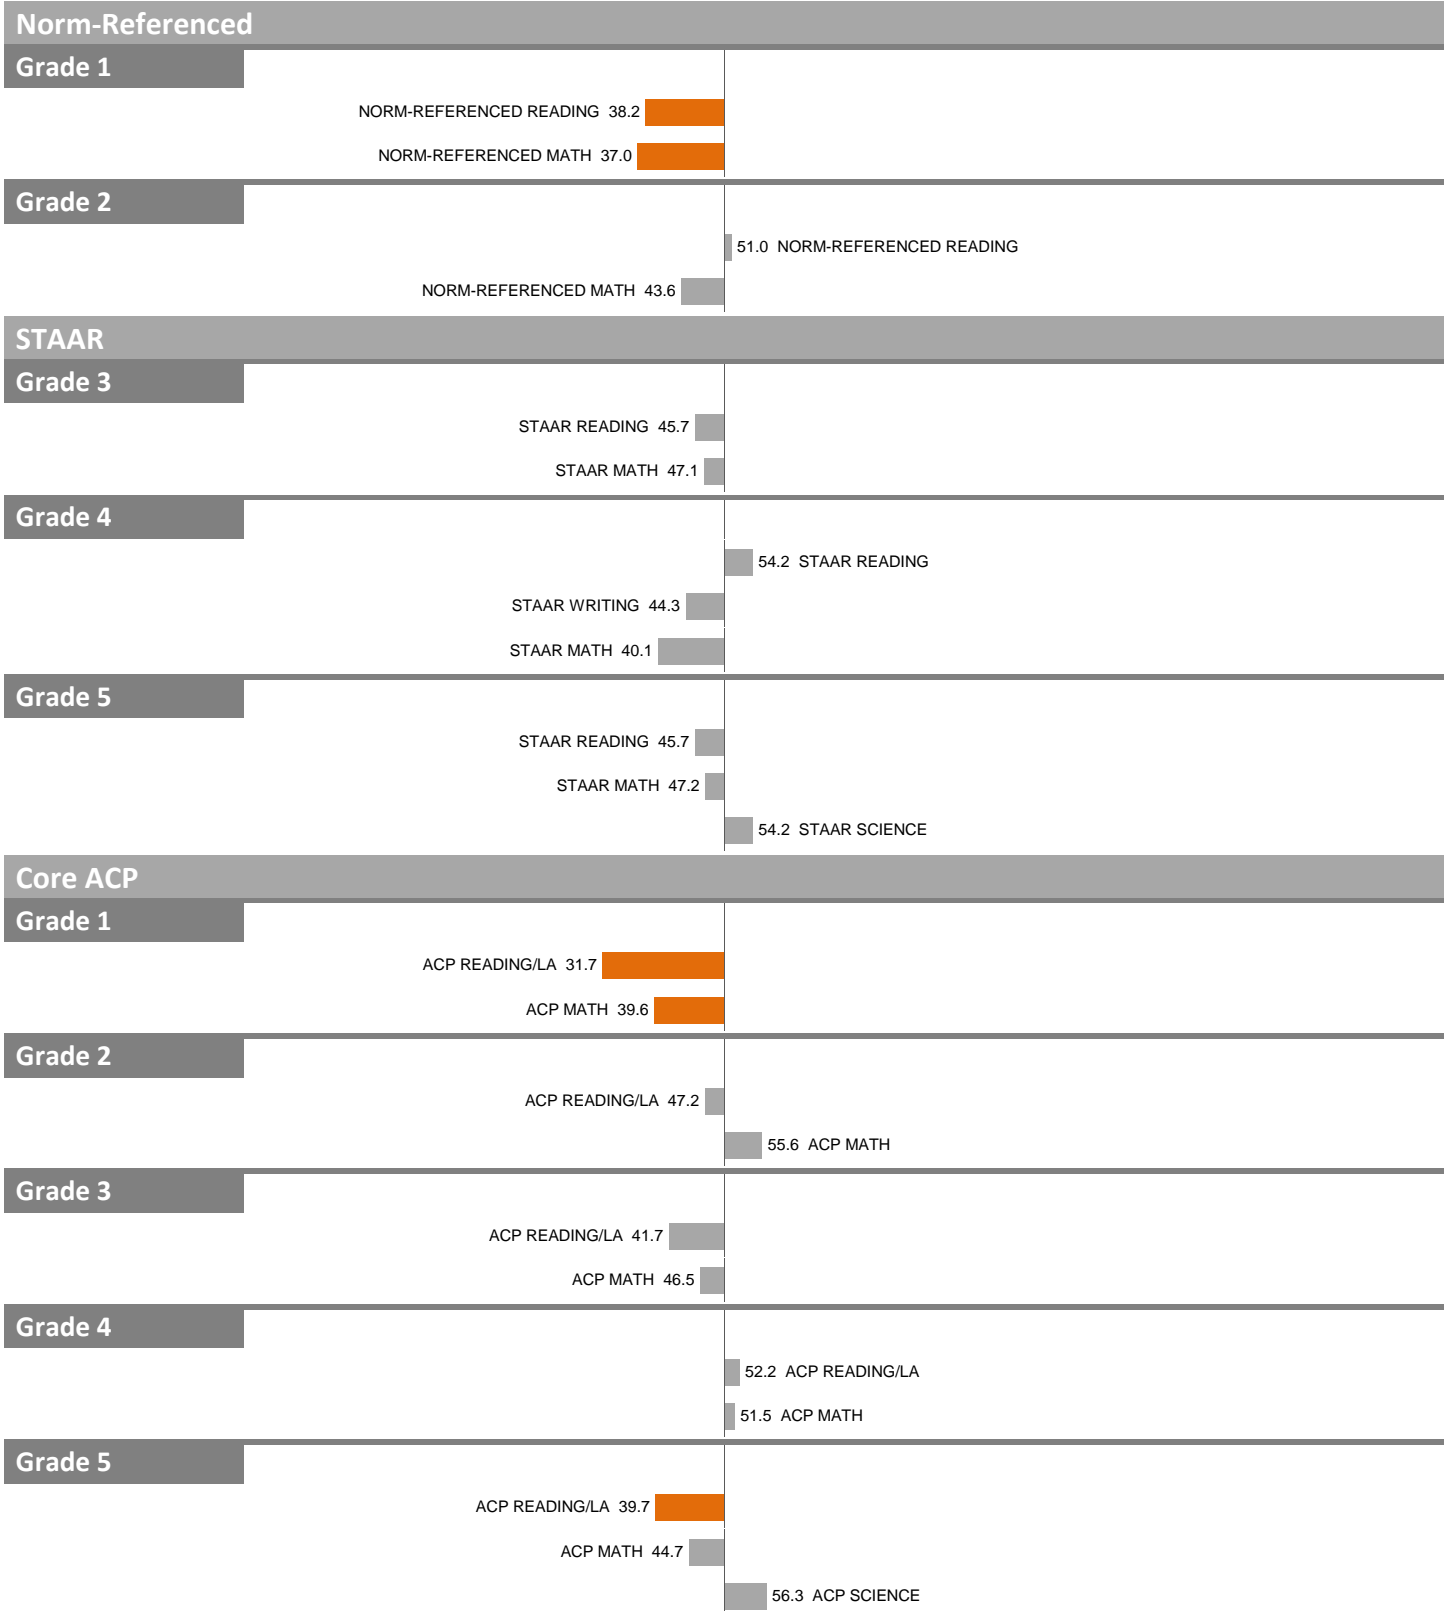 Norm-Referenced
Grade 1
NORM-REFERENCED READING 38.2
NORM-REFERENCED MATH 37.0
Grade 2
51.0 NORM-REFERENCED READING
NORM-REFERENCED MATH 43.6
STAAR
Grade 3
STAAR READING 45.7
STAAR MATH 47.1
Grade 4
54.2 STAAR READING
STAAR WRITING 44.3
STAAR MATH 40.1
Grade 5
STAAR READING 45.7
STAAR MATH 47.2
54.2 STAAR SCIENCE
Core ACP
Grade 1
ACP READING/LA 31.7
ACP MATH 39.6
Grade 2
ACP READING/LA 47.2
55.6 ACP MATH
Grade 3
ACP READING/LA 41.7
ACP MATH 46.5
Grade 4
52.2 ACP READING/LA
51.5 ACP MATH
Grade 5
ACP READING/LA 39.7
ACP MATH 44.7
56.3 ACP SCIENCE